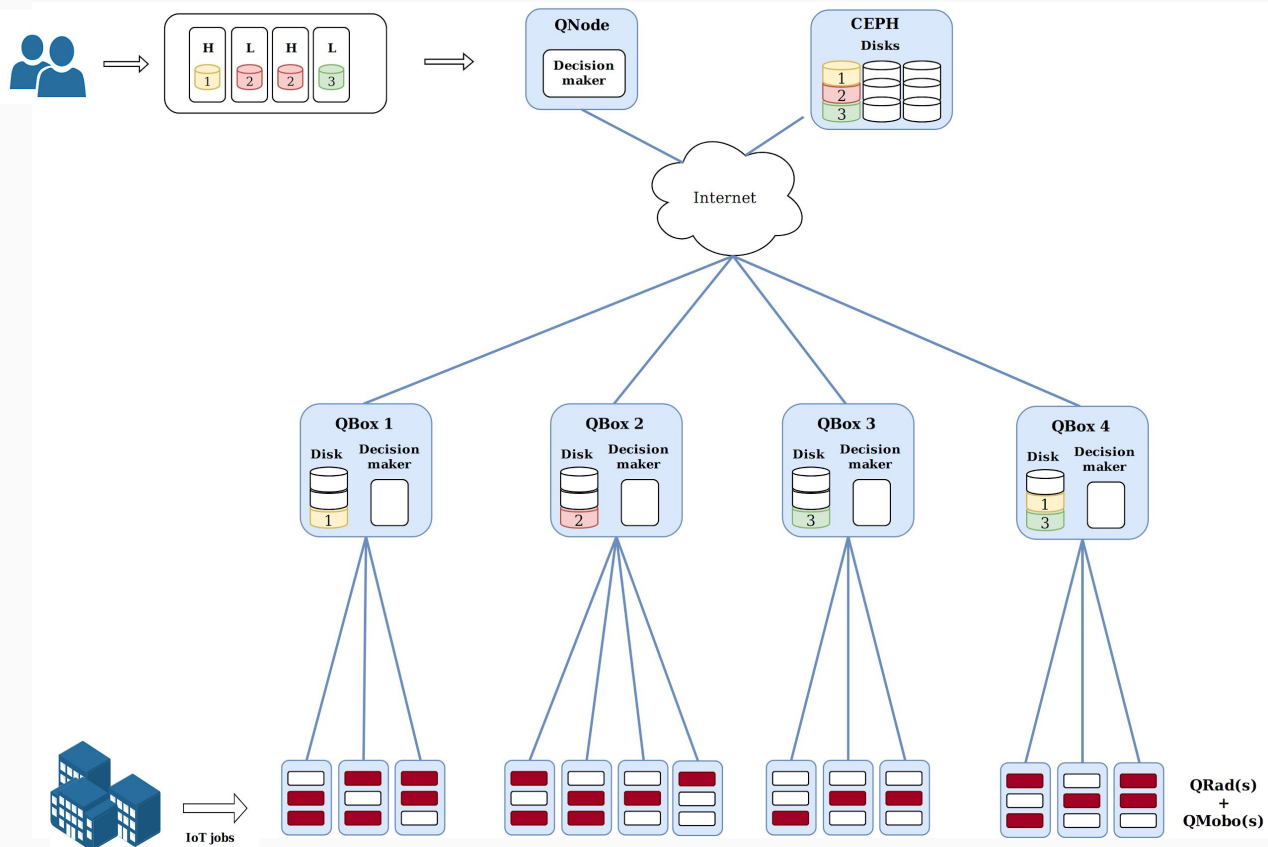 H L H L
1 2 2 3
QNode
Decision
maker
CEPH
Disks
1
2
3
Internet
QBox 1
Disk
Decision
maker
1
QBox 2
Disk
Decision
maker
2
QBox 3
Disk
Decision
maker
3
QBox 4
Disk
Decision
maker
1
3
IoT jobs
QRad(s)
+
QMobo(s)